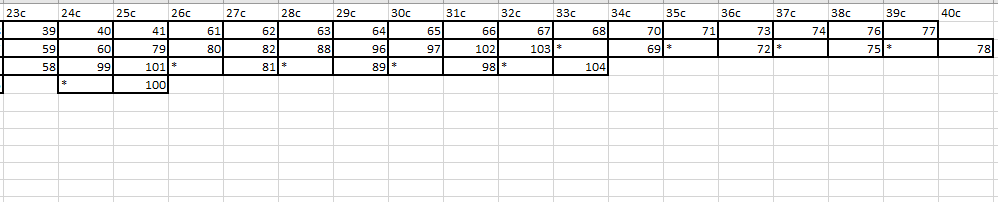 23c 24c 25c 26c 27c 28c 29c 30c 31c 32c 33c 34c 35c 36c 37c 38c 39c 40c
39 40 41 61 62 63 64 65 66 67 68 70 71 73 74 76 77
59 60 79 80 82 88 96 97 102 103 * 69 * 72 * 75 * 78
58 99 101 * 81 * 89 * 98 * 104
* 100